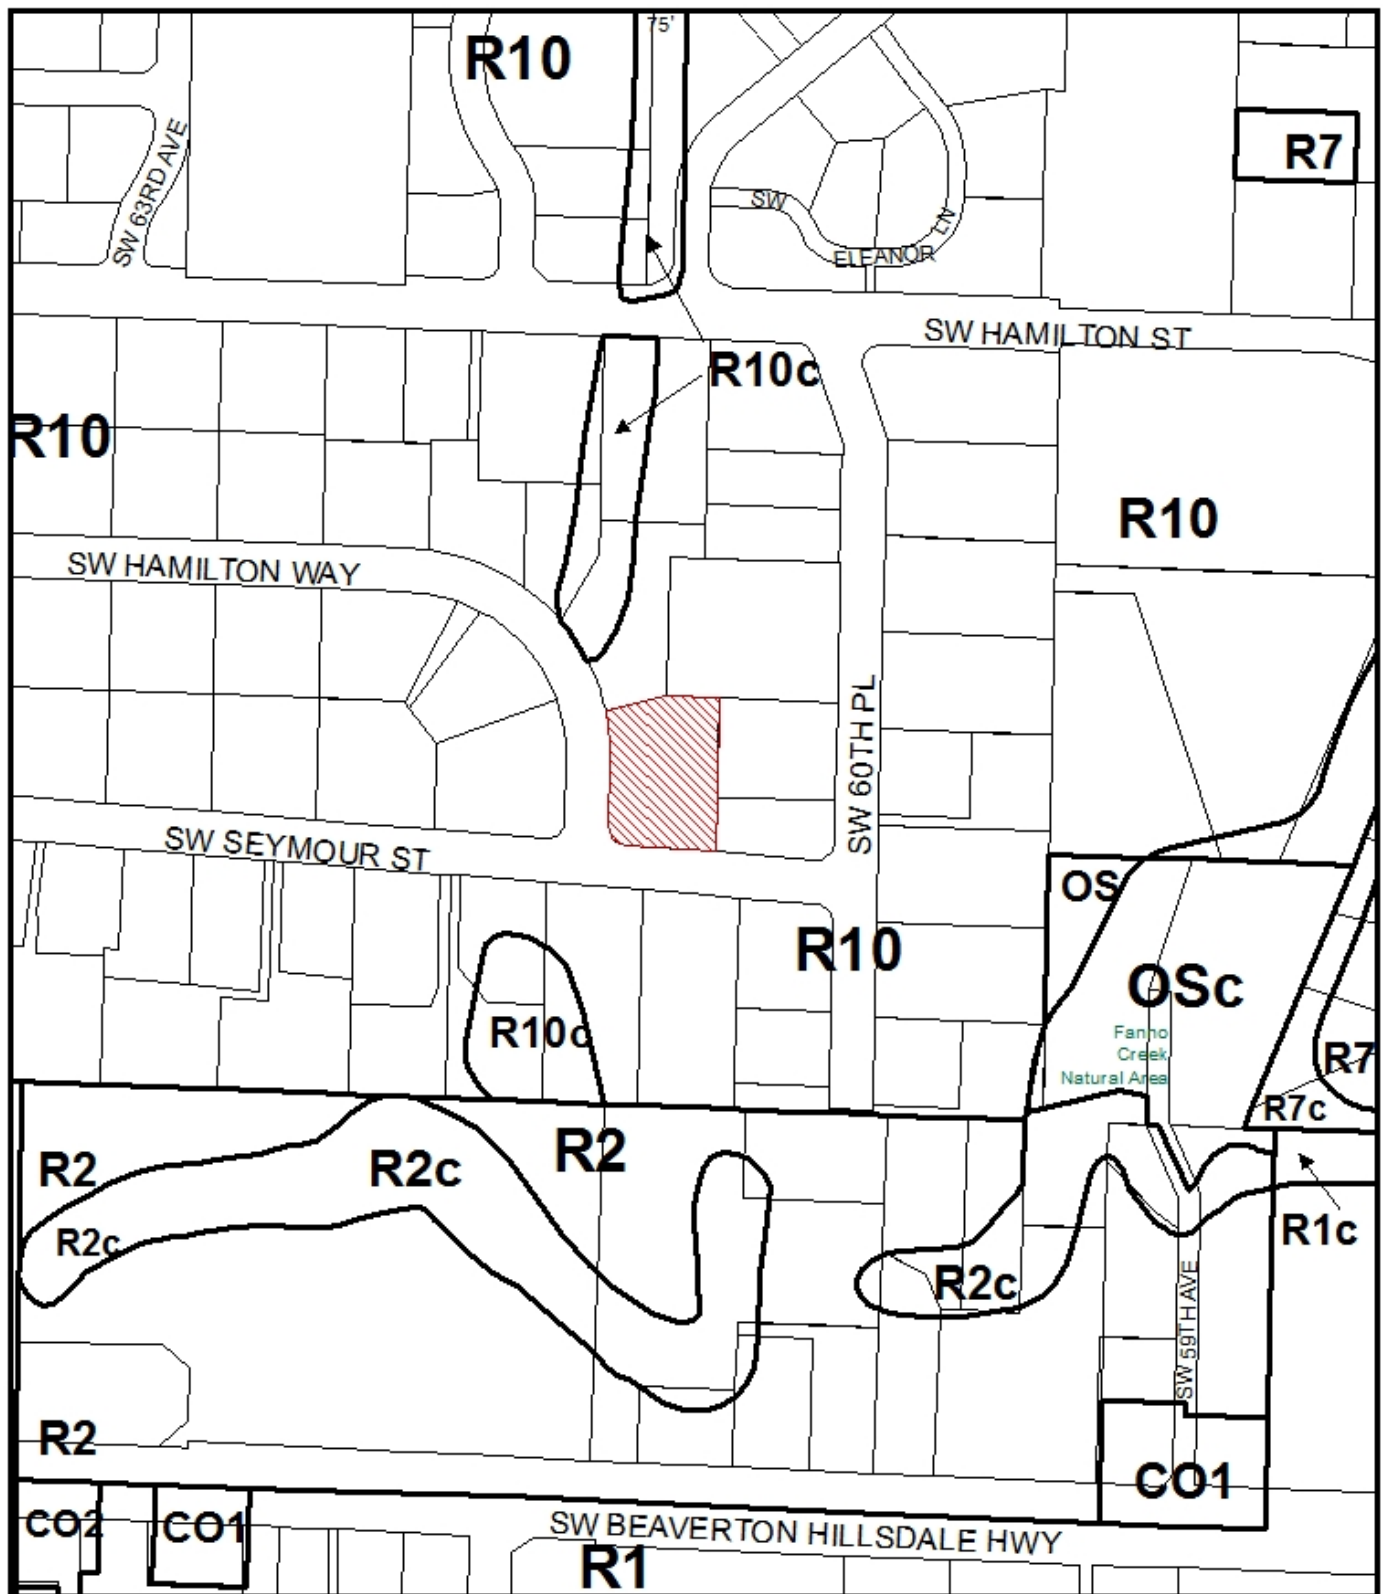 75'
R10
R7
SW 63RD AVE
SW
ELEANOR
LN
SW HAMILTON ST
R10c
R10
R10
SW HAMILTON WAY
SW 60TH PL
SW SEYMOUR ST
OS
R10
OSc
R10c
Fanno
Creek
Natural Area
R7
R7c
R2
R2
R2c
R2c
R1c
R2c
SW 59TH AVE
R2
CO1
CO2
CO1
SW BEAVERTON HILLSDALE HWY
R1